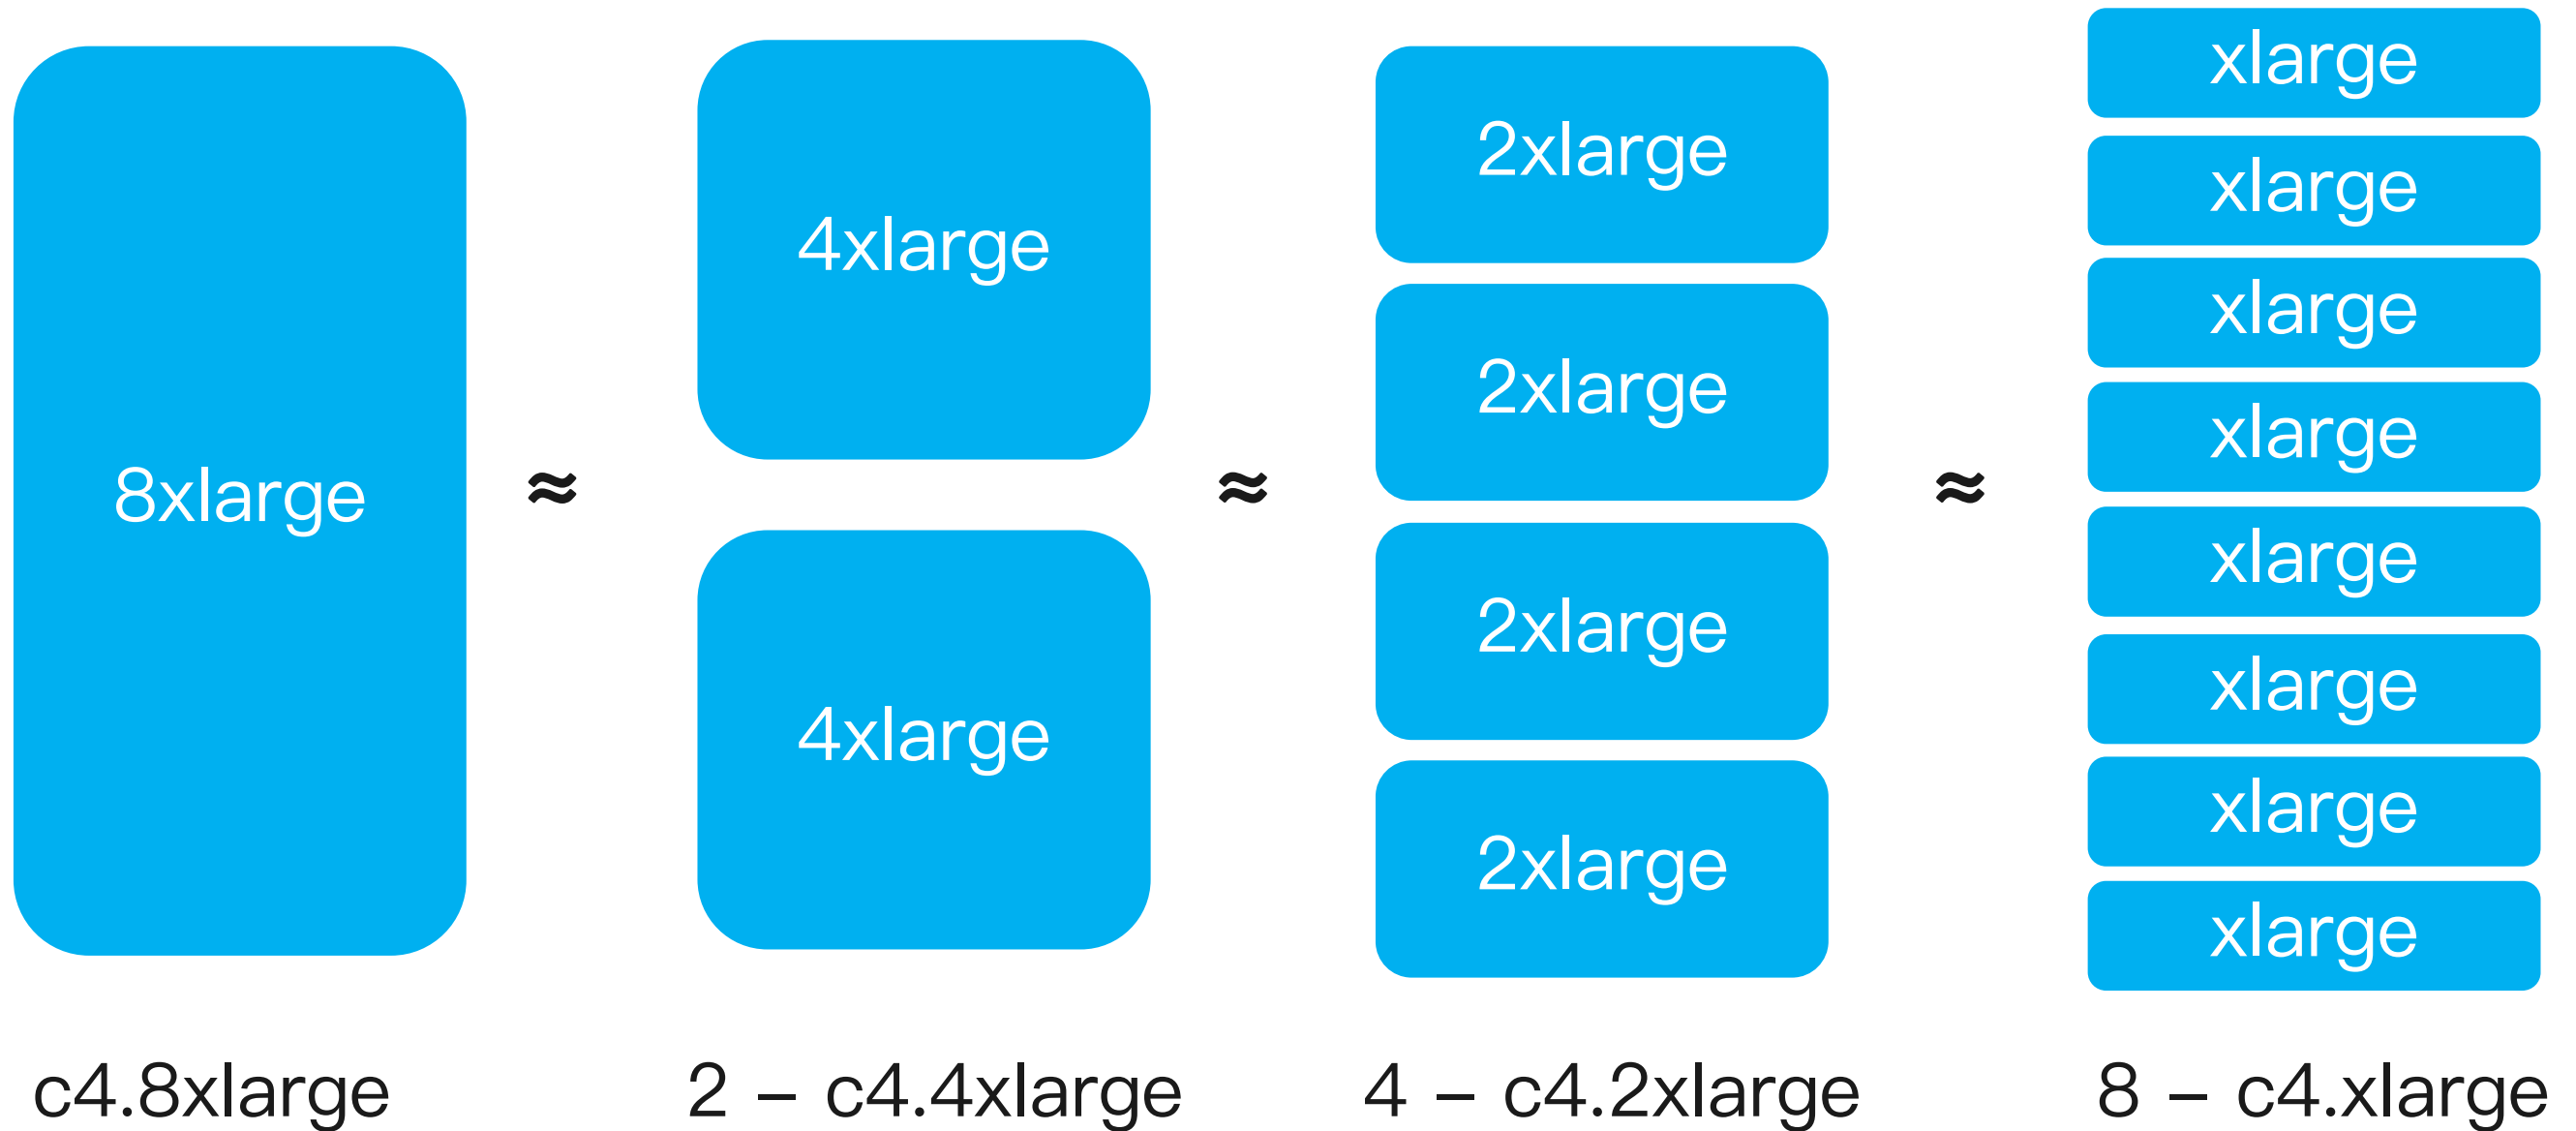 8xlarge
≈
4xlarge
4xlarge
≈
2xlarge
2xlarge
2xlarge
2xlarge
≈
xlarge
xlarge
xlarge
xlarge
xlarge
xlarge
xlarge
xlarge
c4.8xlarge
2 – c4.4xlarge
4 – c4.2xlarge
8 – c4.xlarge